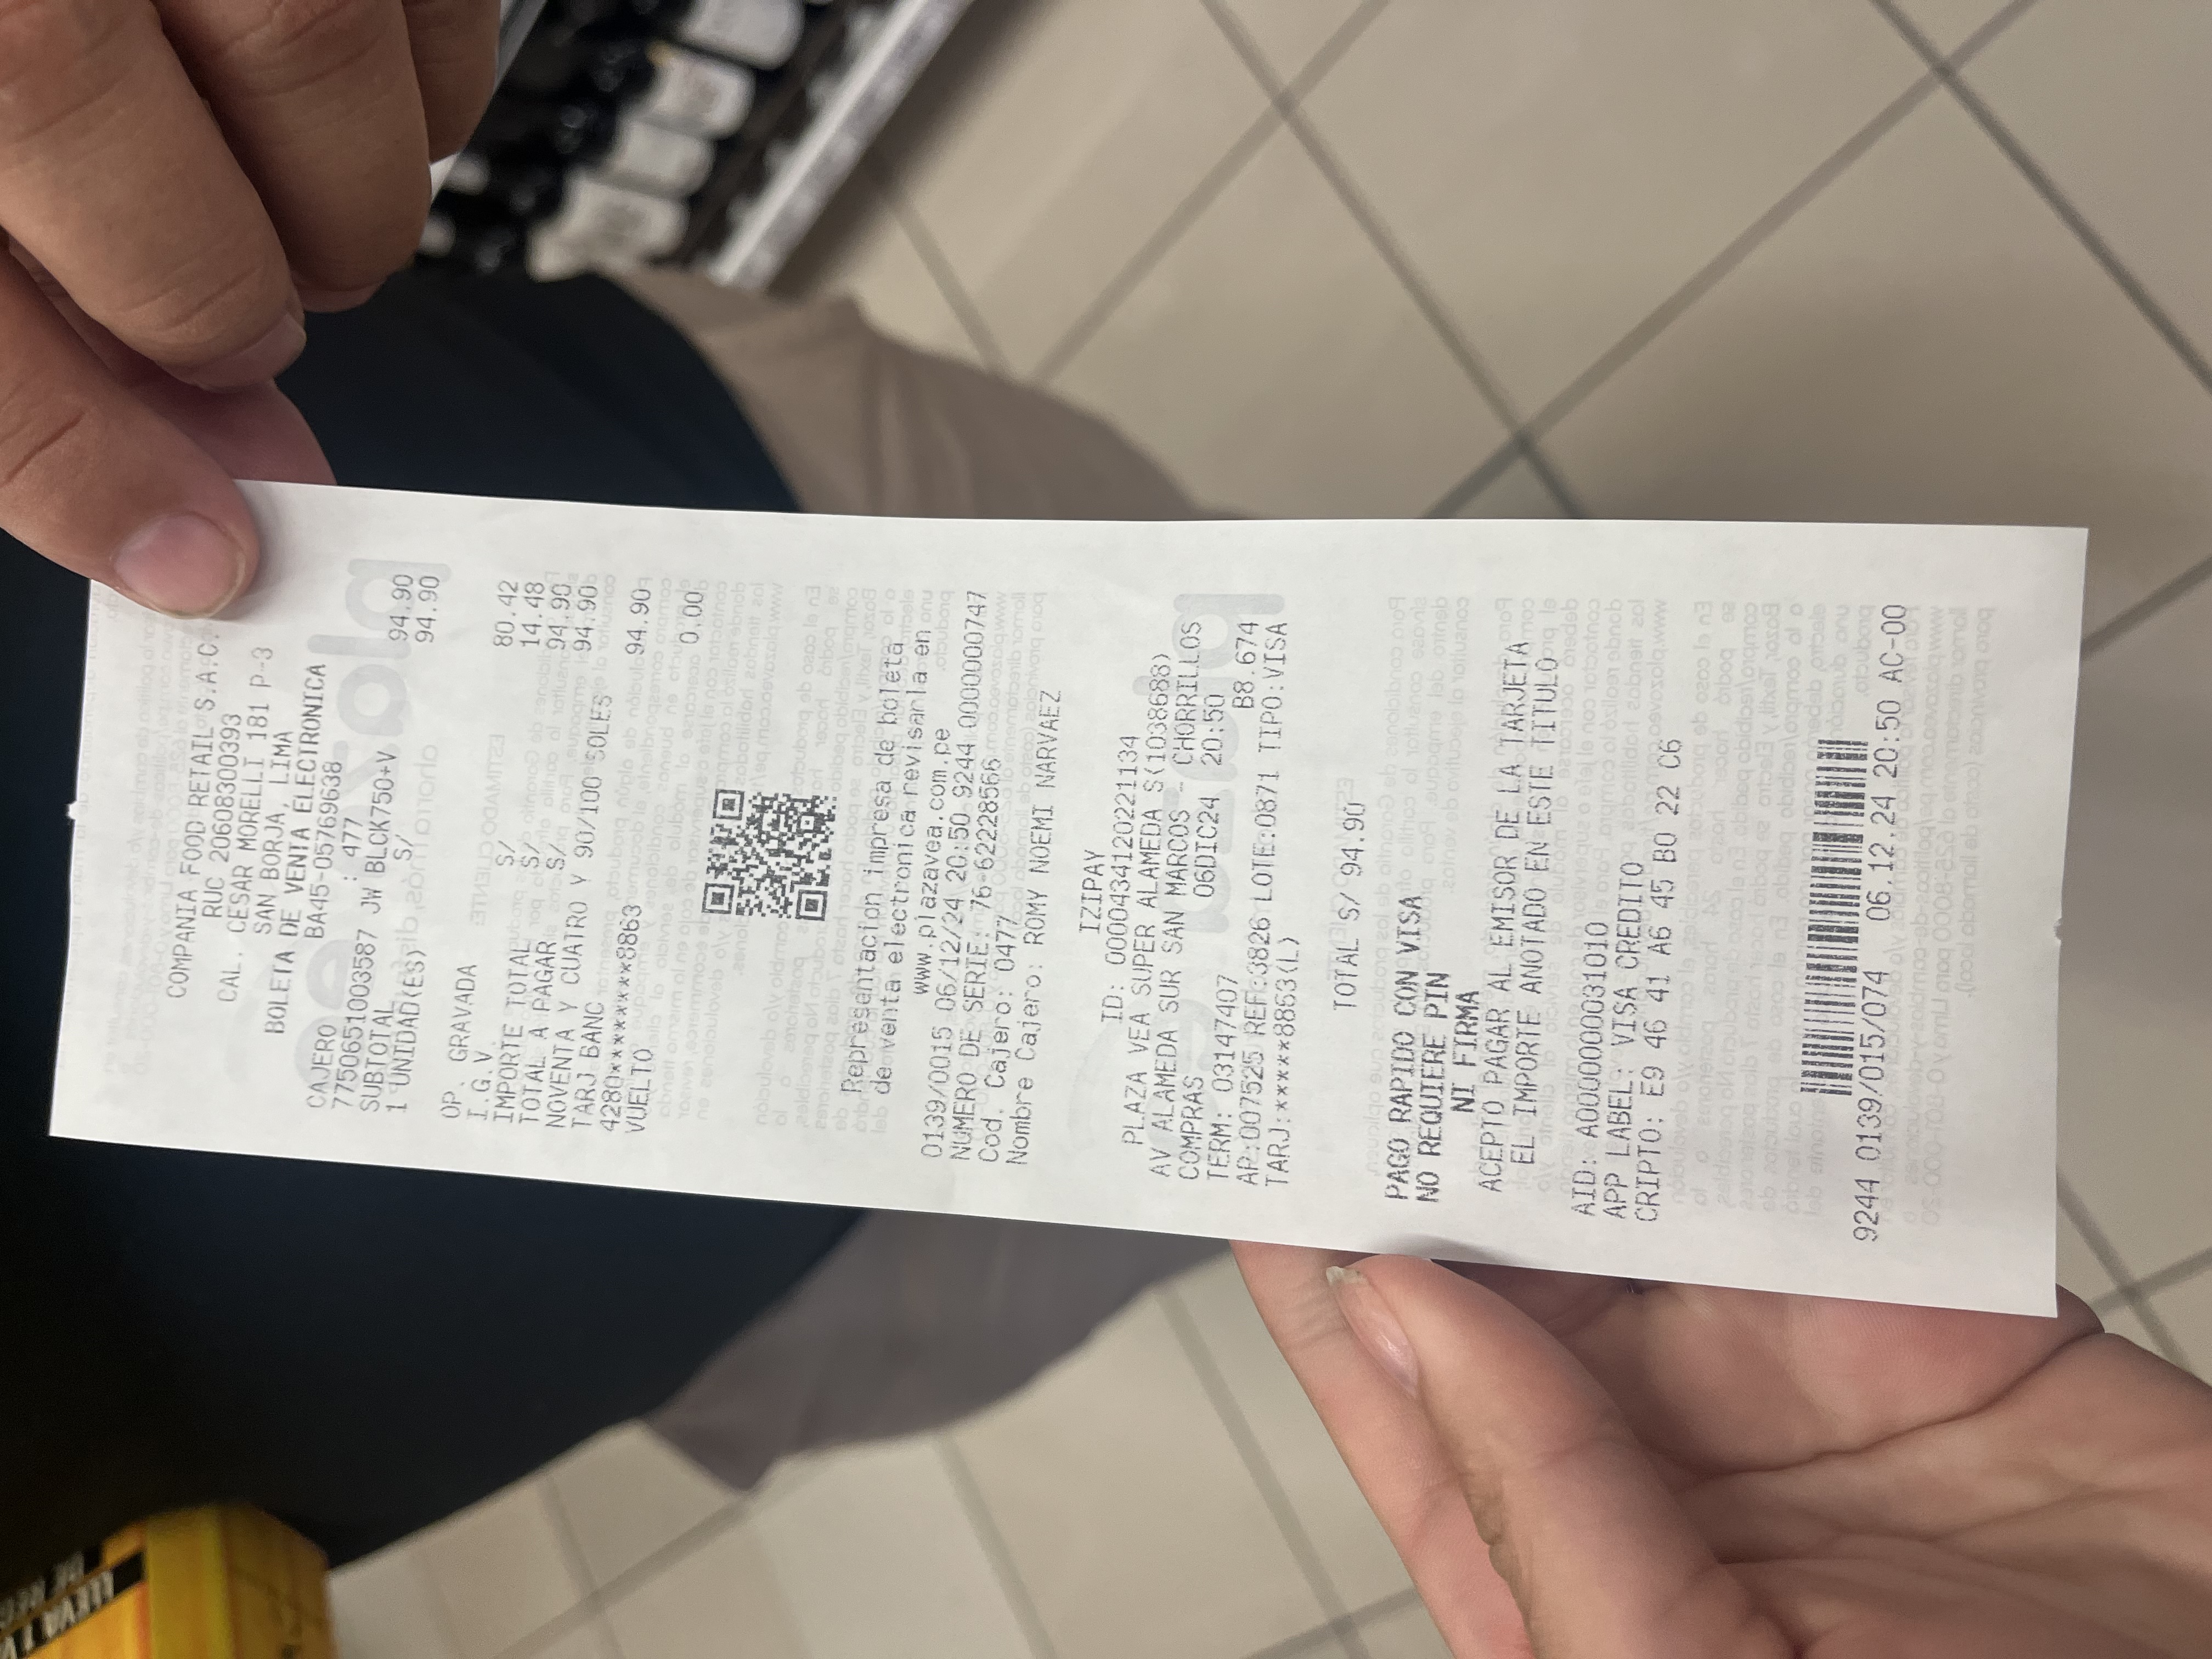 COMPANIA FOOD RETAIL S.A.C.
RUC 20608300393
CAL. CESAR MORELLI 181 P-3
SAN BORJA, LIMA
BOLETA DE VENTA ELECTRONICA
BA45-05769638
CAJERO : 477
7750651003587 JW BLCK750+V 94.90
SUBTOTAL S/ 94.90
1 UNIDAD(ES)
OP. GRAVADA S/ 80.42
I.G.V. S/ 14.48
IMPORTE TOTAL S/ 94.90
TOTAL A PAGAR 94.90
NOVENTA Y CUATRO Y 90/100 SOLES
TARJ BANC 94.90
4280********8863
VUELTO 0.00
Representacion impresa de boleta
de venta electronica revisarla en
www.plazavea.com.pe
0139/0015 06/12/24 20:50 9244 0000000747
NUMERO DE SERIE: 76-62228566
Cod. Cajero: 0477
Nombre Cajero: ROMY NOEMI NARVAEZ
IZIPAY
ID: 0000434120221134
PLAZA VEA SUPER ALAMEDA S(1038688)
AV ALAMEDA SUR SAN MARCOS - CHORRILLOS
COMPRAS 06DIC24 20:50
TERM: 03147407 B8.674
AP:007525 REF:3826 LOTE:0871 TIPO:VISA
TARJ:*****8863(L)
TOTAL S/ 94.90
PAGO RAPIDO CON VISA
NO REQUIERE PIN
NI FIRMA
ACEPTO PAGAR AL EMISOR DE LA TARJETA
EL IMPORTE ANOTADO EN ESTE TITULO
AID: A0000000031010
APP LABEL: VISA CREDITO
CRIPTO: E9 46 41 A6 45 B0 22 C6
9244 0139/015/074 06.12.24 20:50 AC-00